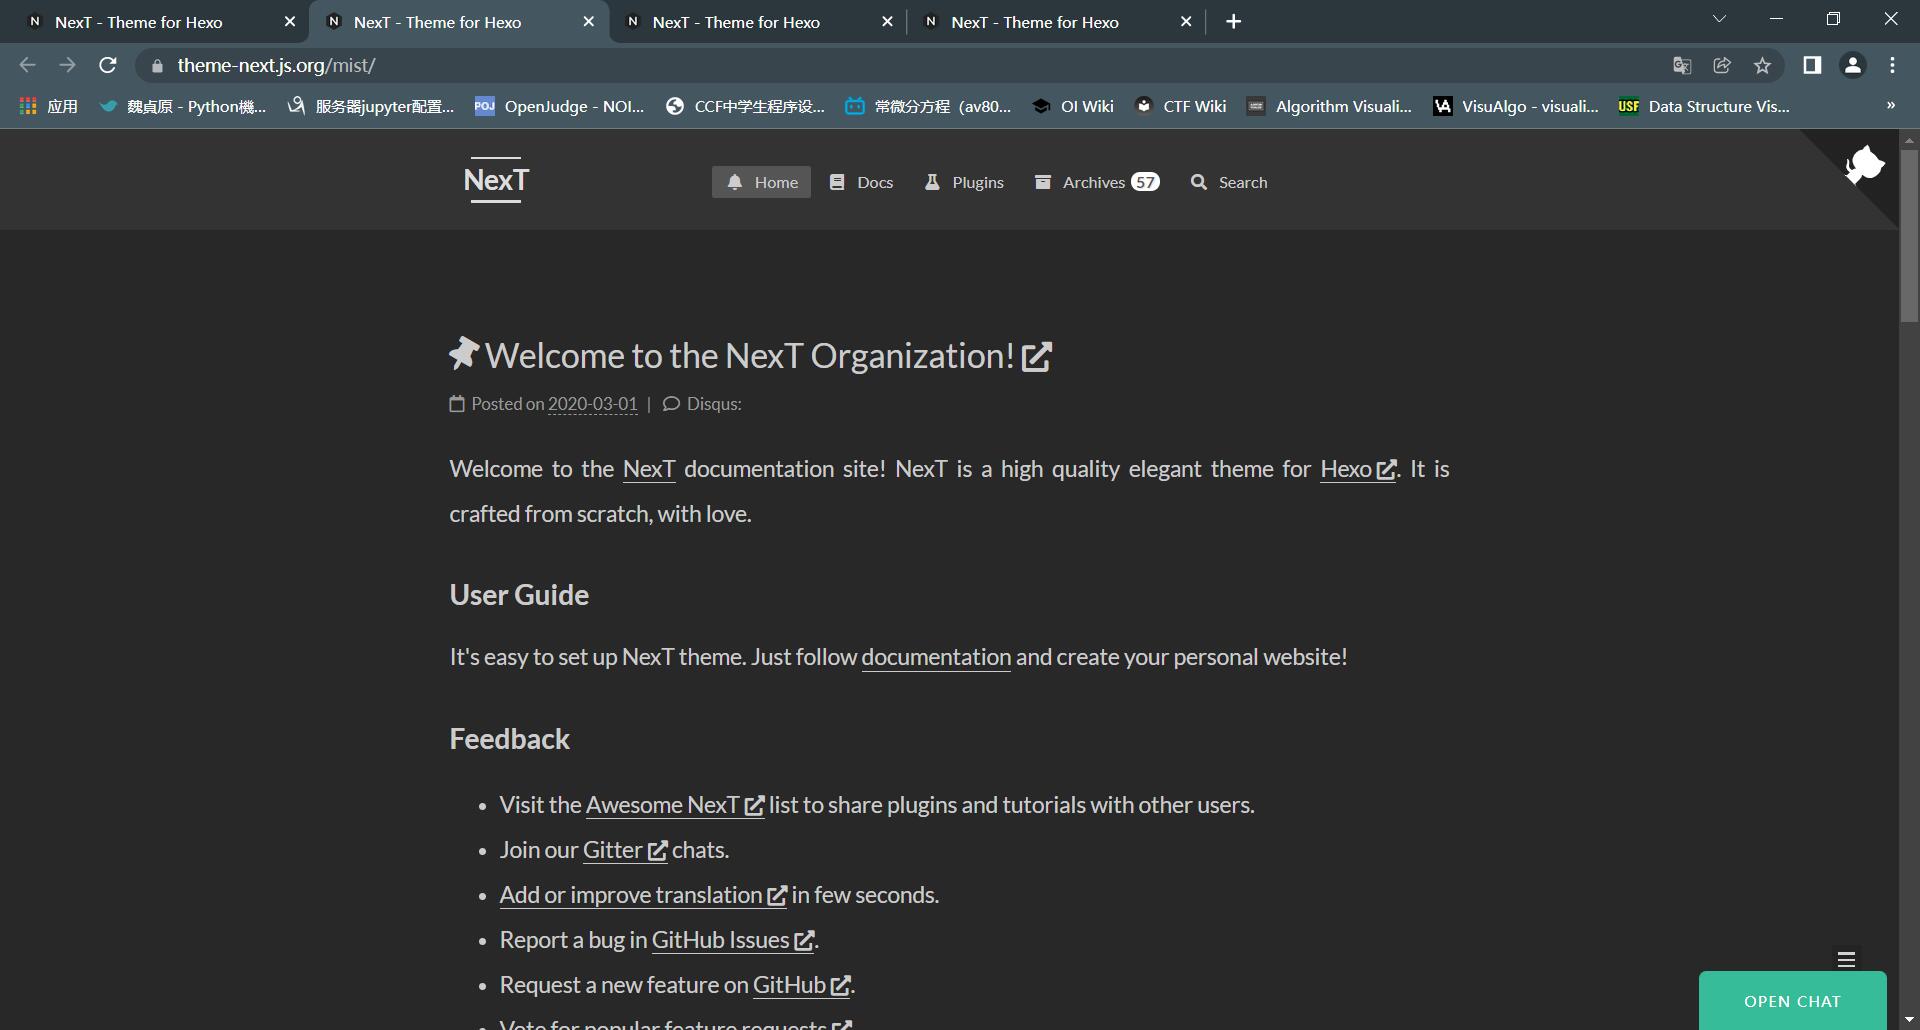 NexT - Theme for Hexo
NexT - Theme for Hexo
NexT - Theme for Hexo
NexT - Theme for Hexo
theme-next.js.org/mist/
应用
魏贞原 - Python機...
服务器jupyter配置...
POJ OpenJudge - NOI...
CCF中学生程序设...
常微分方程（av80...
OI Wiki
CTF Wiki
Algorithm Visuali...
VisuAlgo - visuali...
USF Data Structure Vis...
NexT
Home
Docs
Plugins
Archives 57
Search
Welcome to the NexT Organization!
Posted on 2020-03-01 | Disqus:
Welcome to the NexT documentation site! NexT is a high quality elegant theme for Hexo. It is
crafted from scratch, with love.
User Guide
It's easy to set up NexT theme. Just follow documentation and create your personal website!
Feedback
• Visit the Awesome NexT list to share plugins and tutorials with other users.
• Join our Gitter chats.
• Add or improve translation in few seconds.
• Report a bug in GitHub Issues.
• Request a new feature on GitHub.
• Vote for popular feature requests
OPEN CHAT